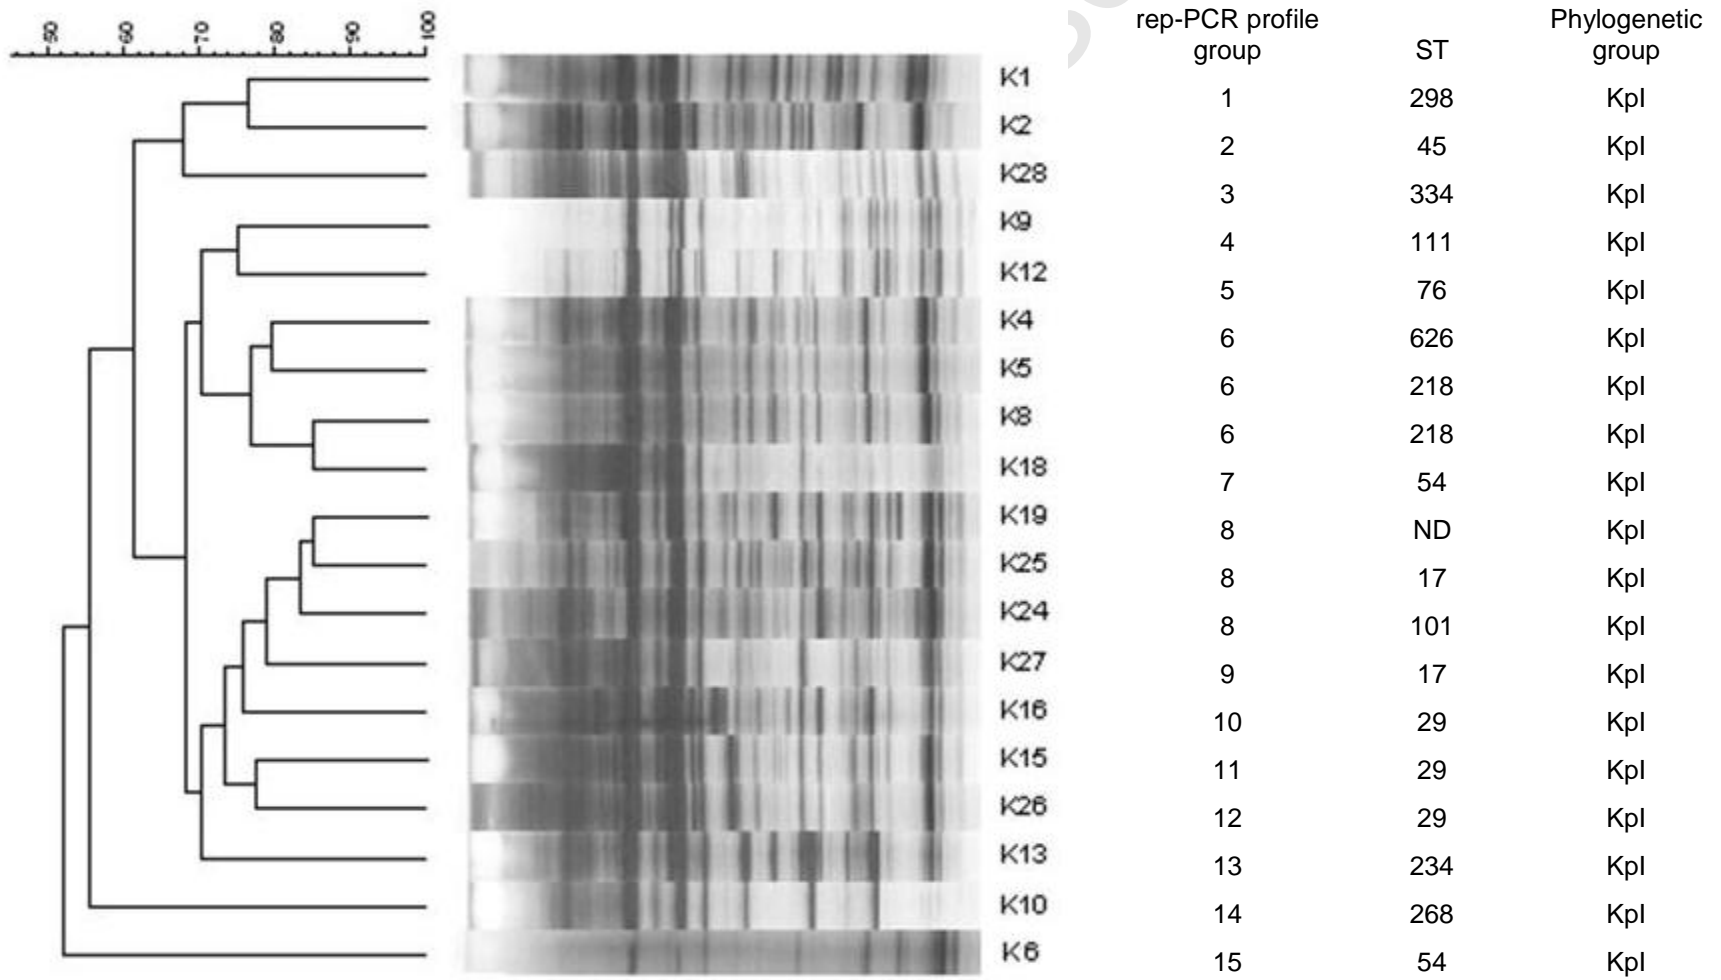 50 60 70 80 90 100
rep-PCR profile group ST Phylogenetic group
K1 1 298 KpI
K2 2 45 KpI
K28 3 334 KpI
K9 4 111 KpI
K12 5 76 KpI
K4 6 626 KpI
K5 6 218 KpI
K8 6 218 KpI
K18 7 54 KpI
K19 8 ND KpI
K25 8 17 KpI
K24 8 101 KpI
K27 9 17 KpI
K16 10 29 KpI
K15 11 29 KpI
K26 12 29 KpI
K13 13 234 KpI
K10 14 268 KpI
K6 15 54 KpI